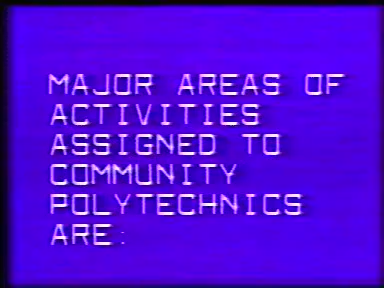 MAJOR AREAS OF
ACTIVITIES
ASSIGNED TO
COMMUNITY
POLYTECHNICS
ARE: